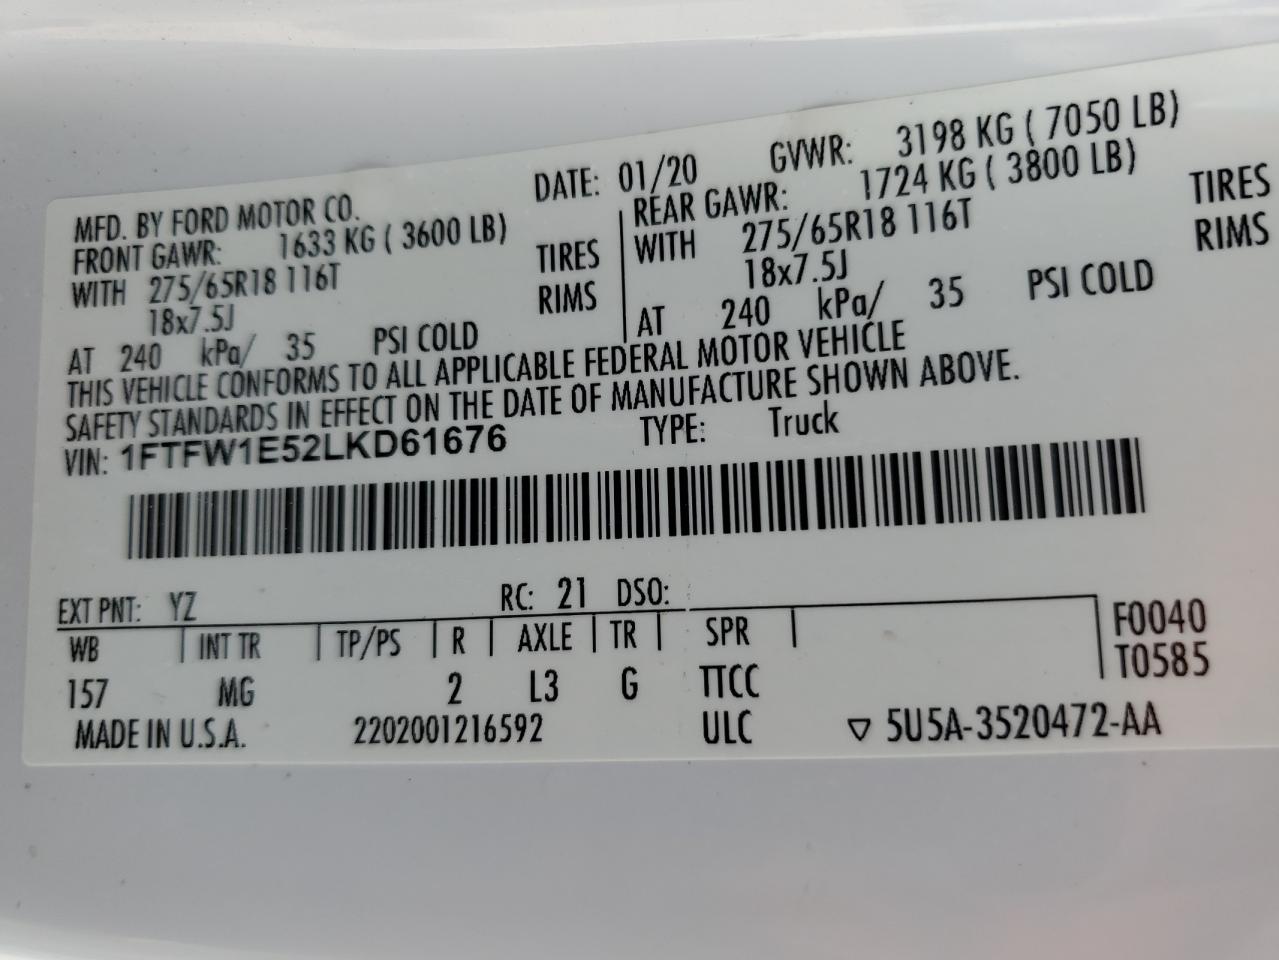 MFD. BY FORD MOTOR CO. DATE: 01/20 GVWR: 3198 KG ( 7050 LB)
FRONT GAWR: 1633 KG ( 3600 LB) REAR GAWR: 1724 KG ( 3800 LB)
WITH 275/65R18 116T TIRES WITH 275/65R18 116T TIRES
18x7.5J RIMS 18x7.5J RIMS
AT 240 kPa/ 35 PSI COLD AT 240 kPa/ 35 PSI COLD
THIS VEHICLE CONFORMS TO ALL APPLICABLE FEDERAL MOTOR VEHICLE
SAFETY STANDARDS IN EFFECT ON THE DATE OF MANUFACTURE SHOWN ABOVE.
VIN: 1FTFW1E52LKD61676 TYPE: Truck
EXT PNT: YZ RC: 21 DSO:
WB INT TR TP/PS R AXLE TR SPR F0040
T0585
157 MG 2 L3 G TTCC
MADE IN U.S.A. 2202001216592 ULC ▽ 5U5A-3520472-AA